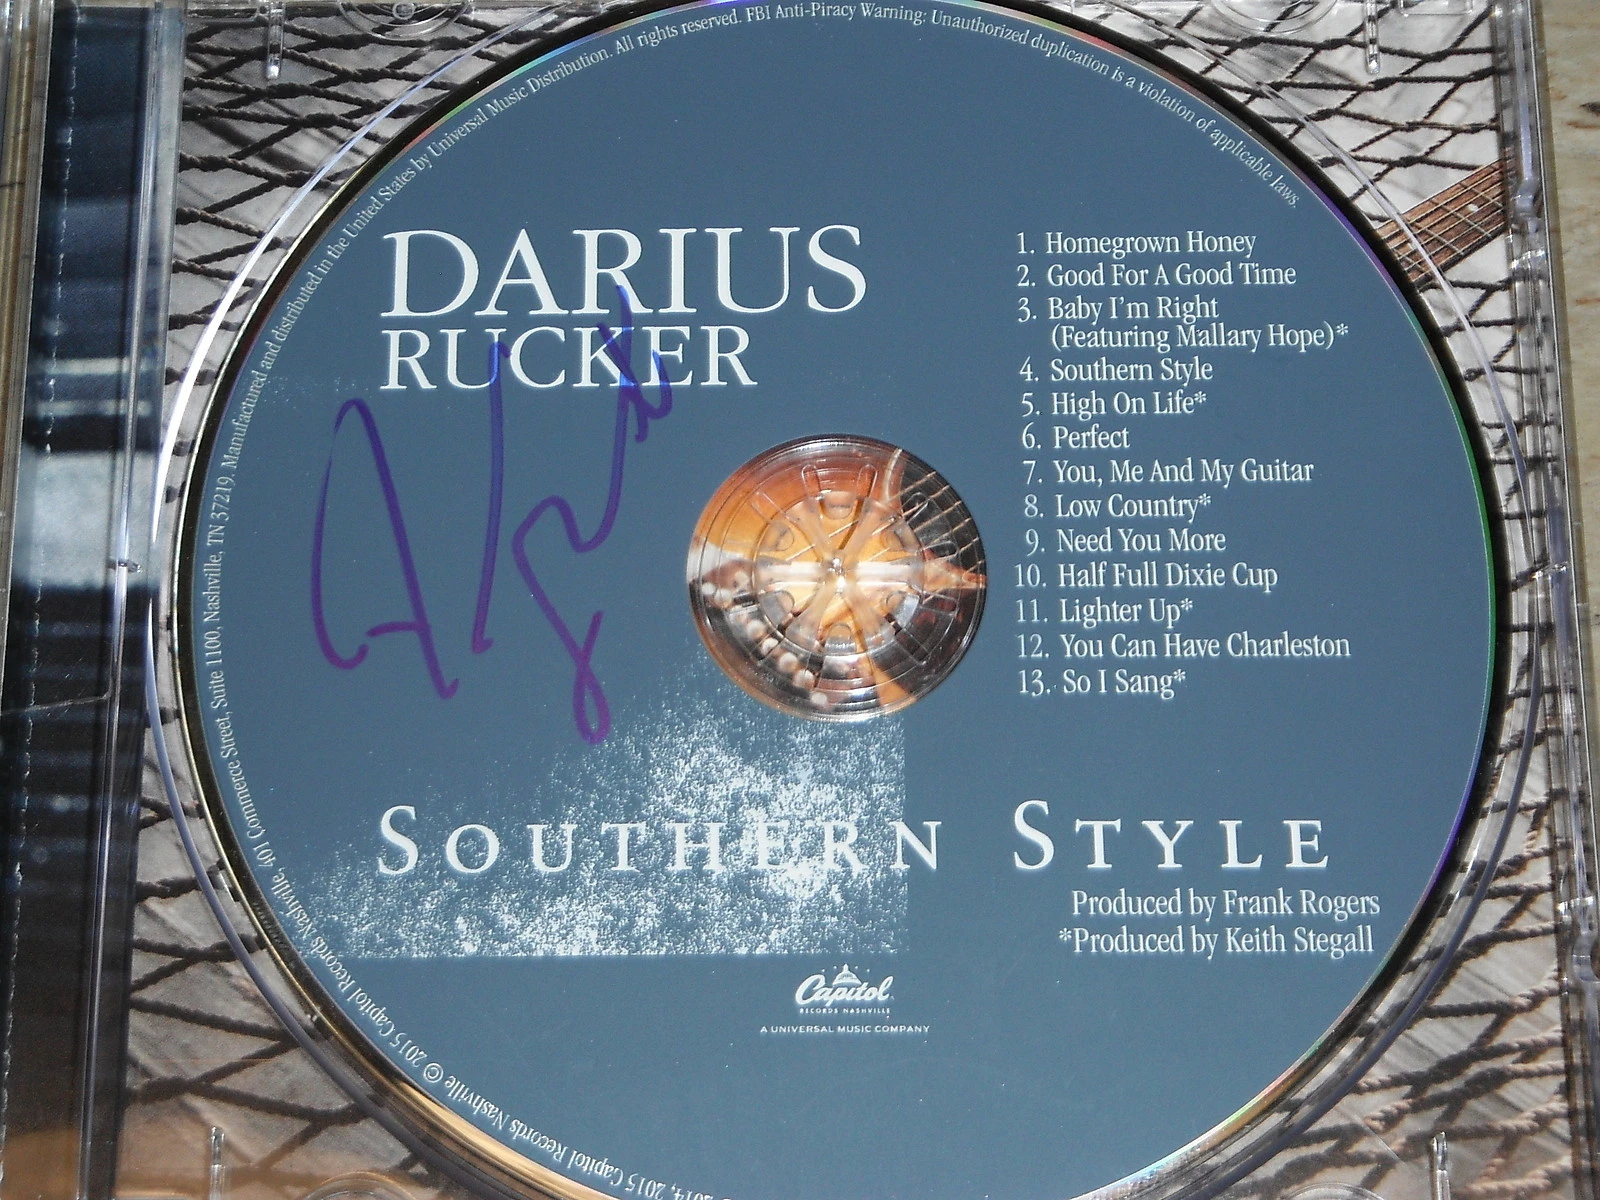 DARIUS
RUCKER
1. Homegrown Honey
2. Good For A Good Time
3. Baby I'm Right
(Featuring Mallary Hope)*
4. Southern Style
5. High On Life*
6. Perfect
7. You, Me And My Guitar
8. Low Country*
9. Need You More
10. Half Full Dixie Cup
11. Lighter Up*
12. You Can Have Charleston
13. So I Sang*
SOUTHERN STYLE
Produced by Frank Rogers
*Produced by Keith Stegall
Capitol
RECORDS NASHVILLE
A UNIVERSAL MUSIC COMPANY
2014, 2015 Capitol Records Nashville © 2015 Capitol Records Nashville, 401 Commerce Street, Suite 1100, Nashville, TN 37219. Manufactured and distributed in the United States by Universal Music Distribution. All rights reserved. FBI Anti-Piracy Warning: Unauthorized duplication is a violation of applicable laws.